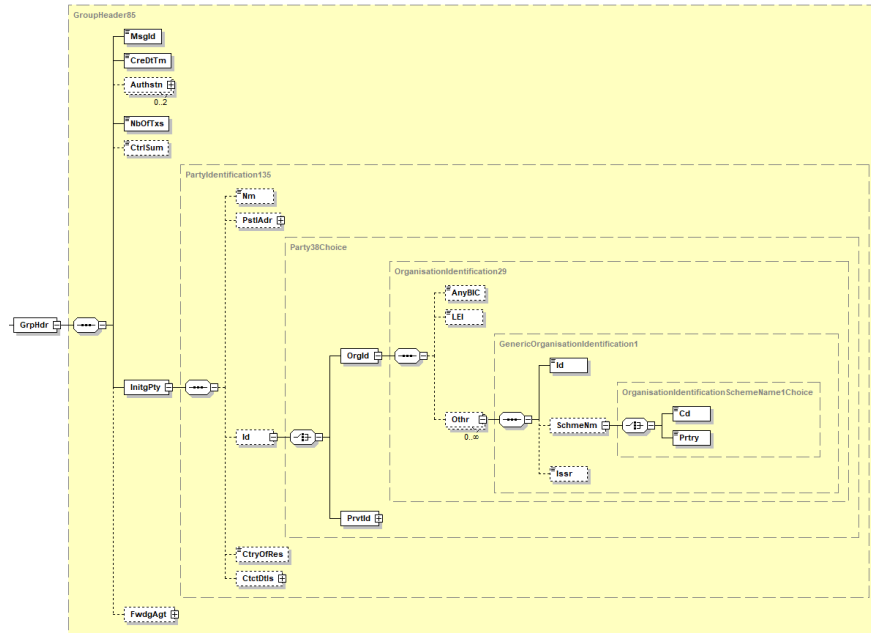 GroupHeader85
MsgId
CreDtTm
Authstn
0..2
NbOfTxs
CtrlSum
PartyIdentification135
Nm
PstlAdr
Party38Choice
OrganisationIdentification29
AnyBIC
LEI
GrpHdr
GenericOrganisationIdentification1
OrgId
Id
InitgPty
OrganisationIdentificationSchemeName1Choice
Cd
Othr
SchmeNm
0..∞
Id
Prtry
Issr
PrvtId
CtryOfRes
CtctDtls
FwdgAgt